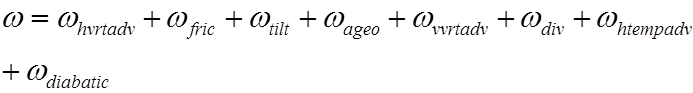 ω = ω_hvrtadv + ω_fric + ω_tilt + ω_ageo + ω_vvrtadv + ω_div + ω_htempadv
+ ω_diabatic